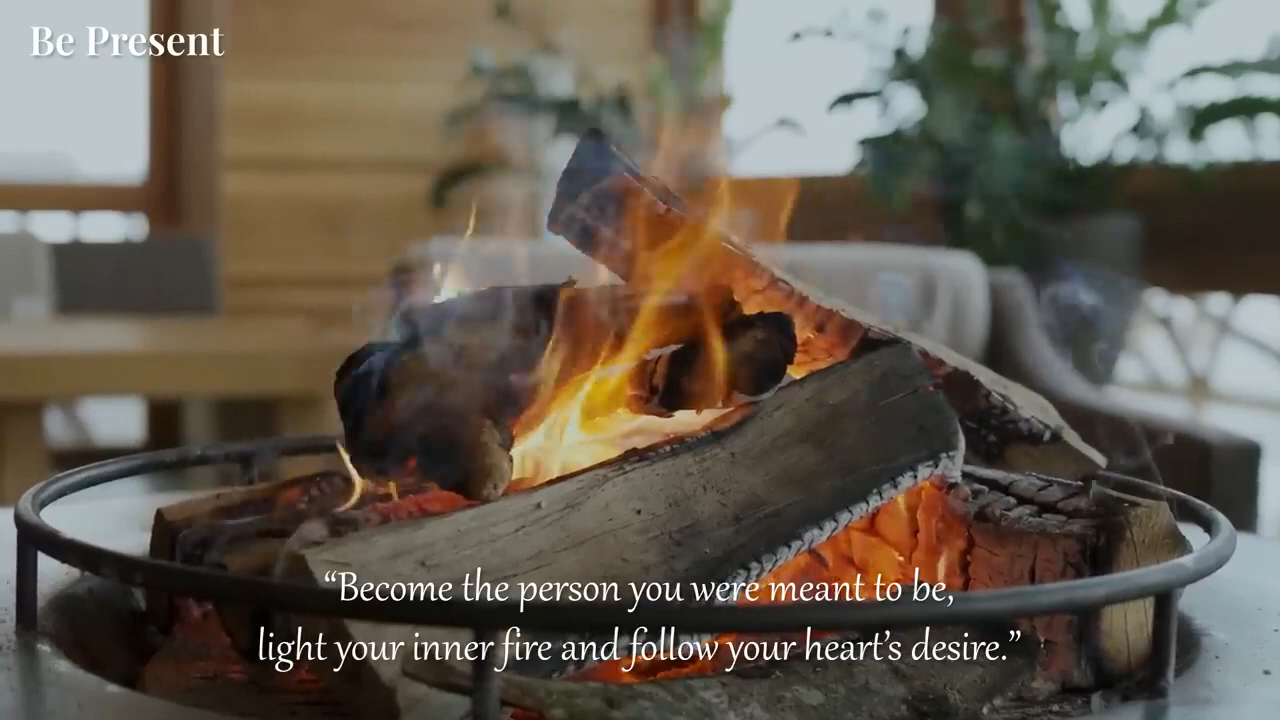 Be Present
“Become the person you were meant to be,
light your inner fire and follow your heart’s desire.”